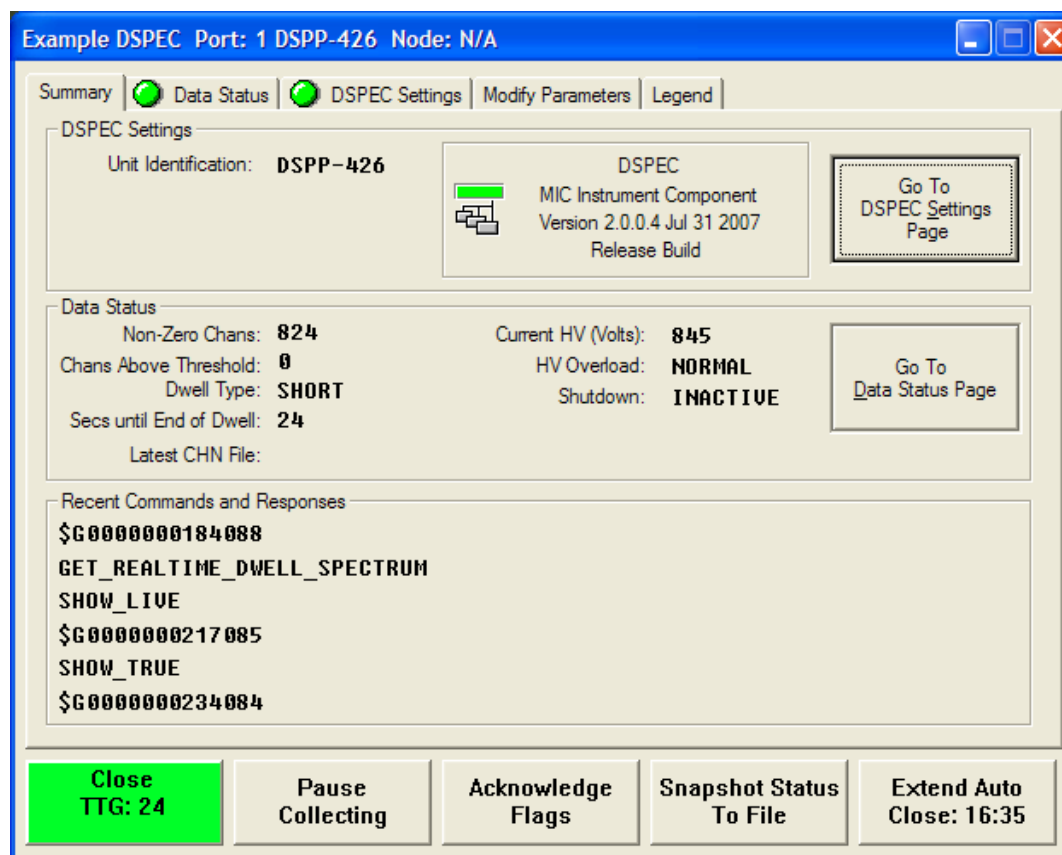 Example DSPEC Port: 1 DSPP-426 Node: N/A
Summary Data Status DSPEC Settings Modify Parameters Legend
DSPEC Settings
Unit Identification: DSPP-426
DSPEC
MIC Instrument Component
Version 2.0.0.4 Jul 31 2007
Release Build
Go To
DSPEC Settings
Page
Data Status
Non-Zero Chans: 824
Chans Above Threshold: 0
Dwell Type: SHORT
Secs until End of Dwell: 24
Latest CHN File:
Current HV (Volts): 845
HV Overload: NORMAL
Shutdown: INACTIVE
Go To
Data Status Page
Recent Commands and Responses
$G0000000184088
GET_REALTIME_DWELL_SPECTRUM
SHOW_LIVE
$G0000000217085
SHOW_TRUE
$G0000000234084
Close
TTG: 24
Pause
Collecting
Acknowledge
Flags
Snapshot Status
To File
Extend Auto
Close: 16:35